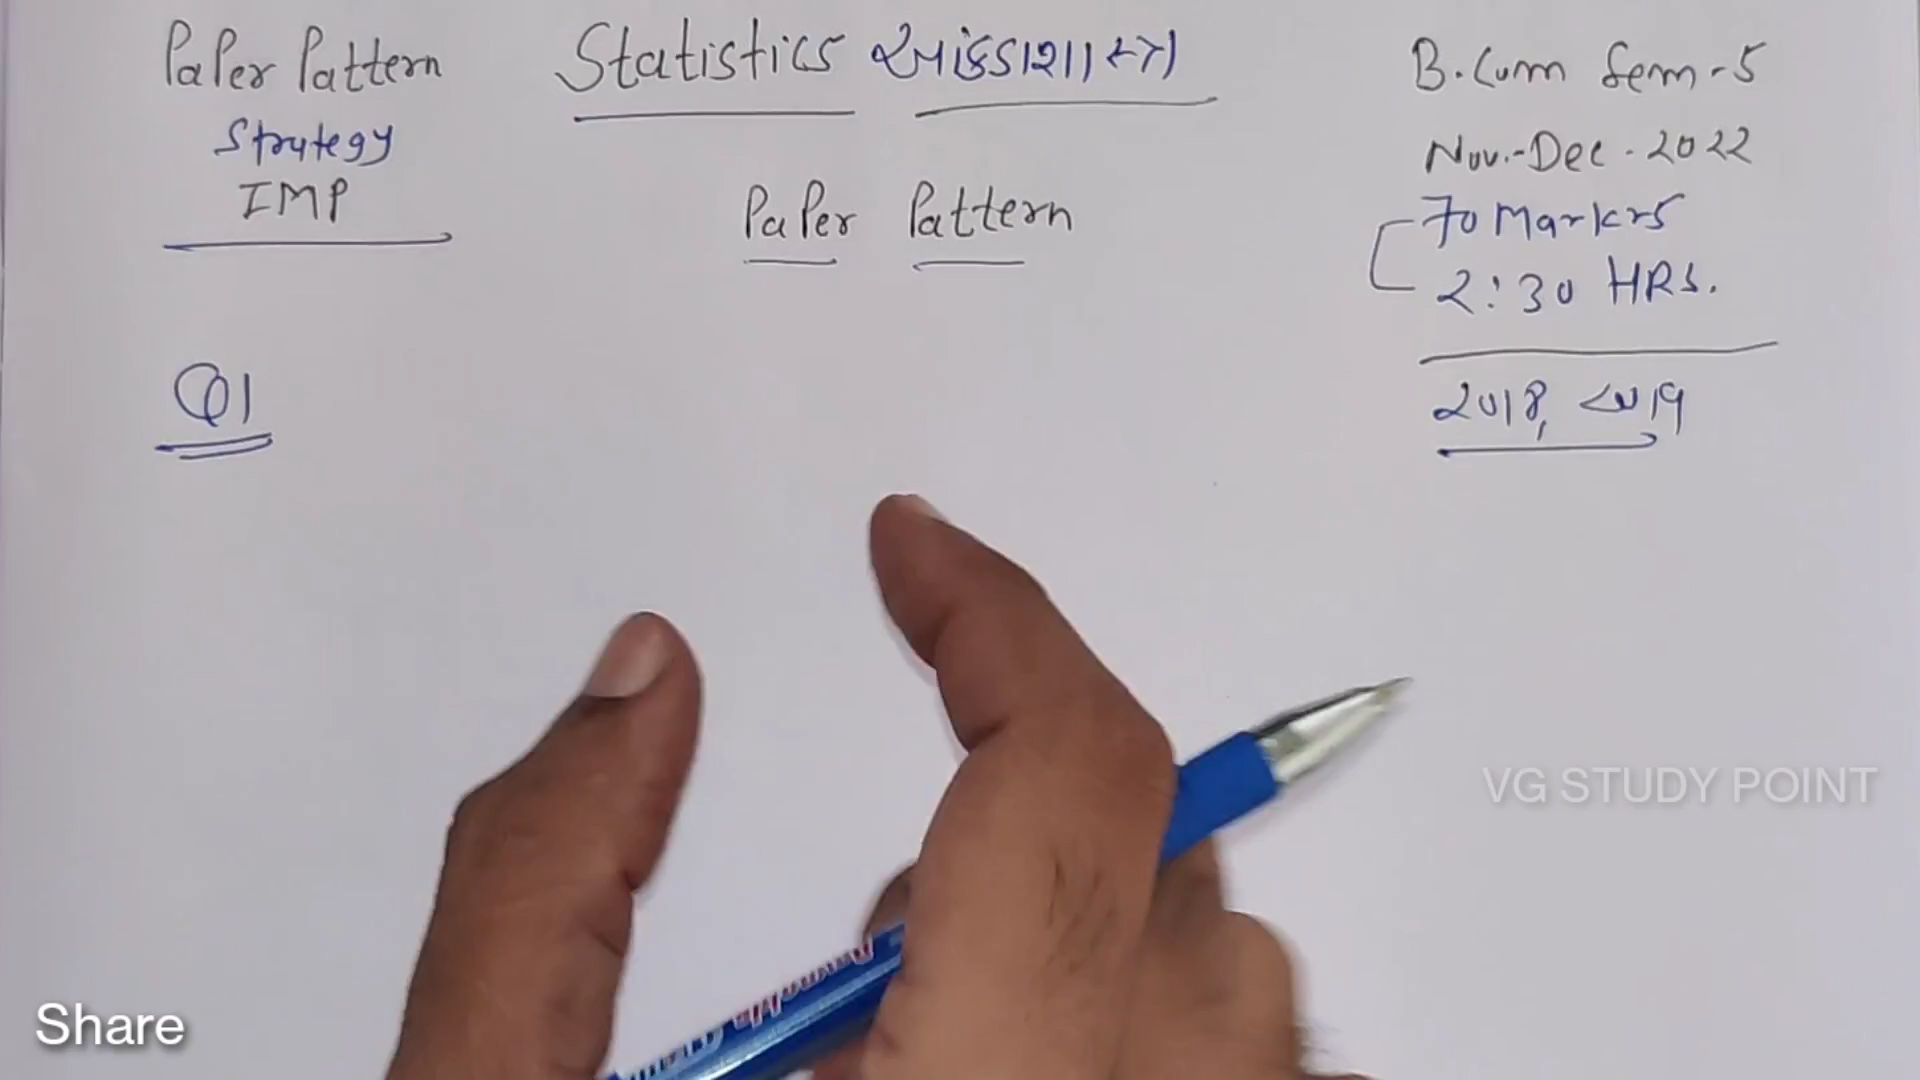 Paper Pattern
Strategy
IMP
Statistics આંકડાશાસ્ત્ર
Paper Pattern
B.Com Sem-5
Nov.-Dec.-2022
70 Marks
2:30 HRS.
2018, 2019
Q1
VG STUDY POINT
Share